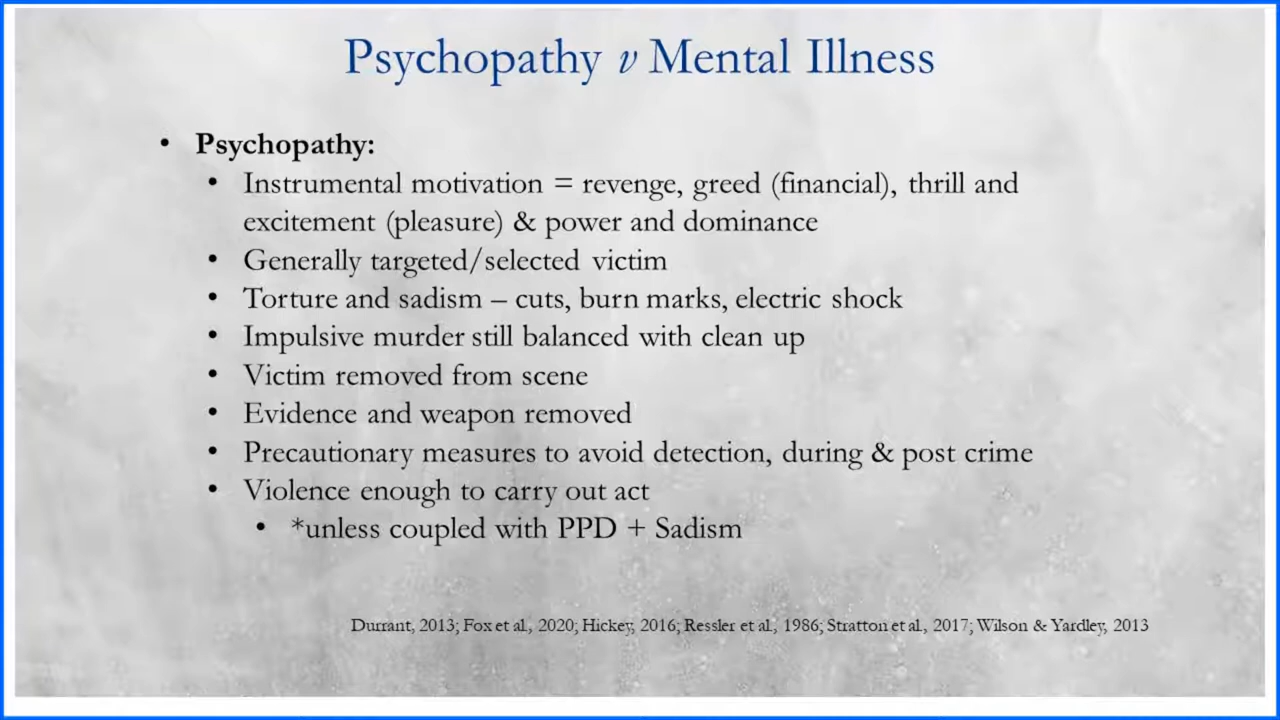 Psychopathy v Mental Illness
• Psychopathy:
• Instrumental motivation = revenge, greed (financial), thrill and
excitement (pleasure) & power and dominance
• Generally targeted/selected victim
• Torture and sadism – cuts, burn marks, electric shock
• Impulsive murder still balanced with clean up
• Victim removed from scene
• Evidence and weapon removed
• Precautionary measures to avoid detection, during & post crime
• Violence enough to carry out act
• *unless coupled with PPD + Sadism
Durrant, 2013; Fox et al., 2020; Hickey, 2016; Ressler et al., 1986; Stratton et al., 2017; Wilson & Yardley, 2013